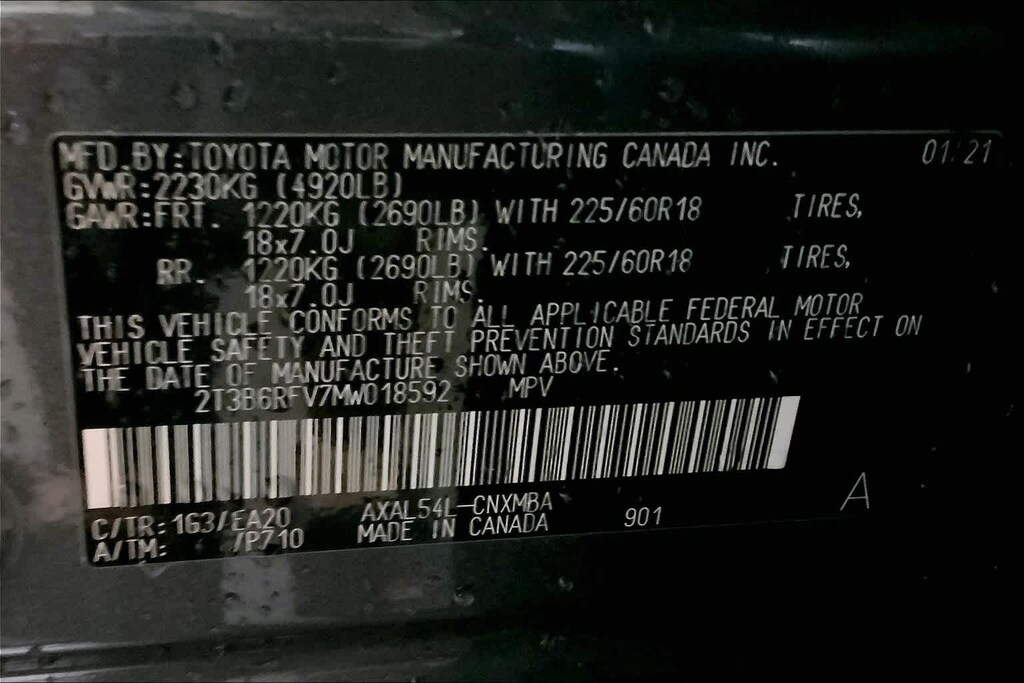 MFD.BY:TOYOTA MOTOR MANUFACTURING CANADA INC. 01/21
GVWR:2230KG (4920LB)
GAWR:FRT. 1220KG (2690LB) WITH 225/60R18 TIRES,
18x7.0J RIMS.
RR. 1220KG (2690LB) WITH 225/60R18 TIRES,
18x7.0J RIMS.
THIS VEHICLE CONFORMS TO ALL APPLICABLE FEDERAL MOTOR
VEHICLE SAFETY AND THEFT PREVENTION STANDARDS IN EFFECT ON
THE DATE OF MANUFACTURE SHOWN ABOVE.
2T3B6RFV7MW018592 MPV
C/TR:1G3/EA20 AXAL54L-CNXMBA
A/TM: /P710 MADE IN CANADA 901 A